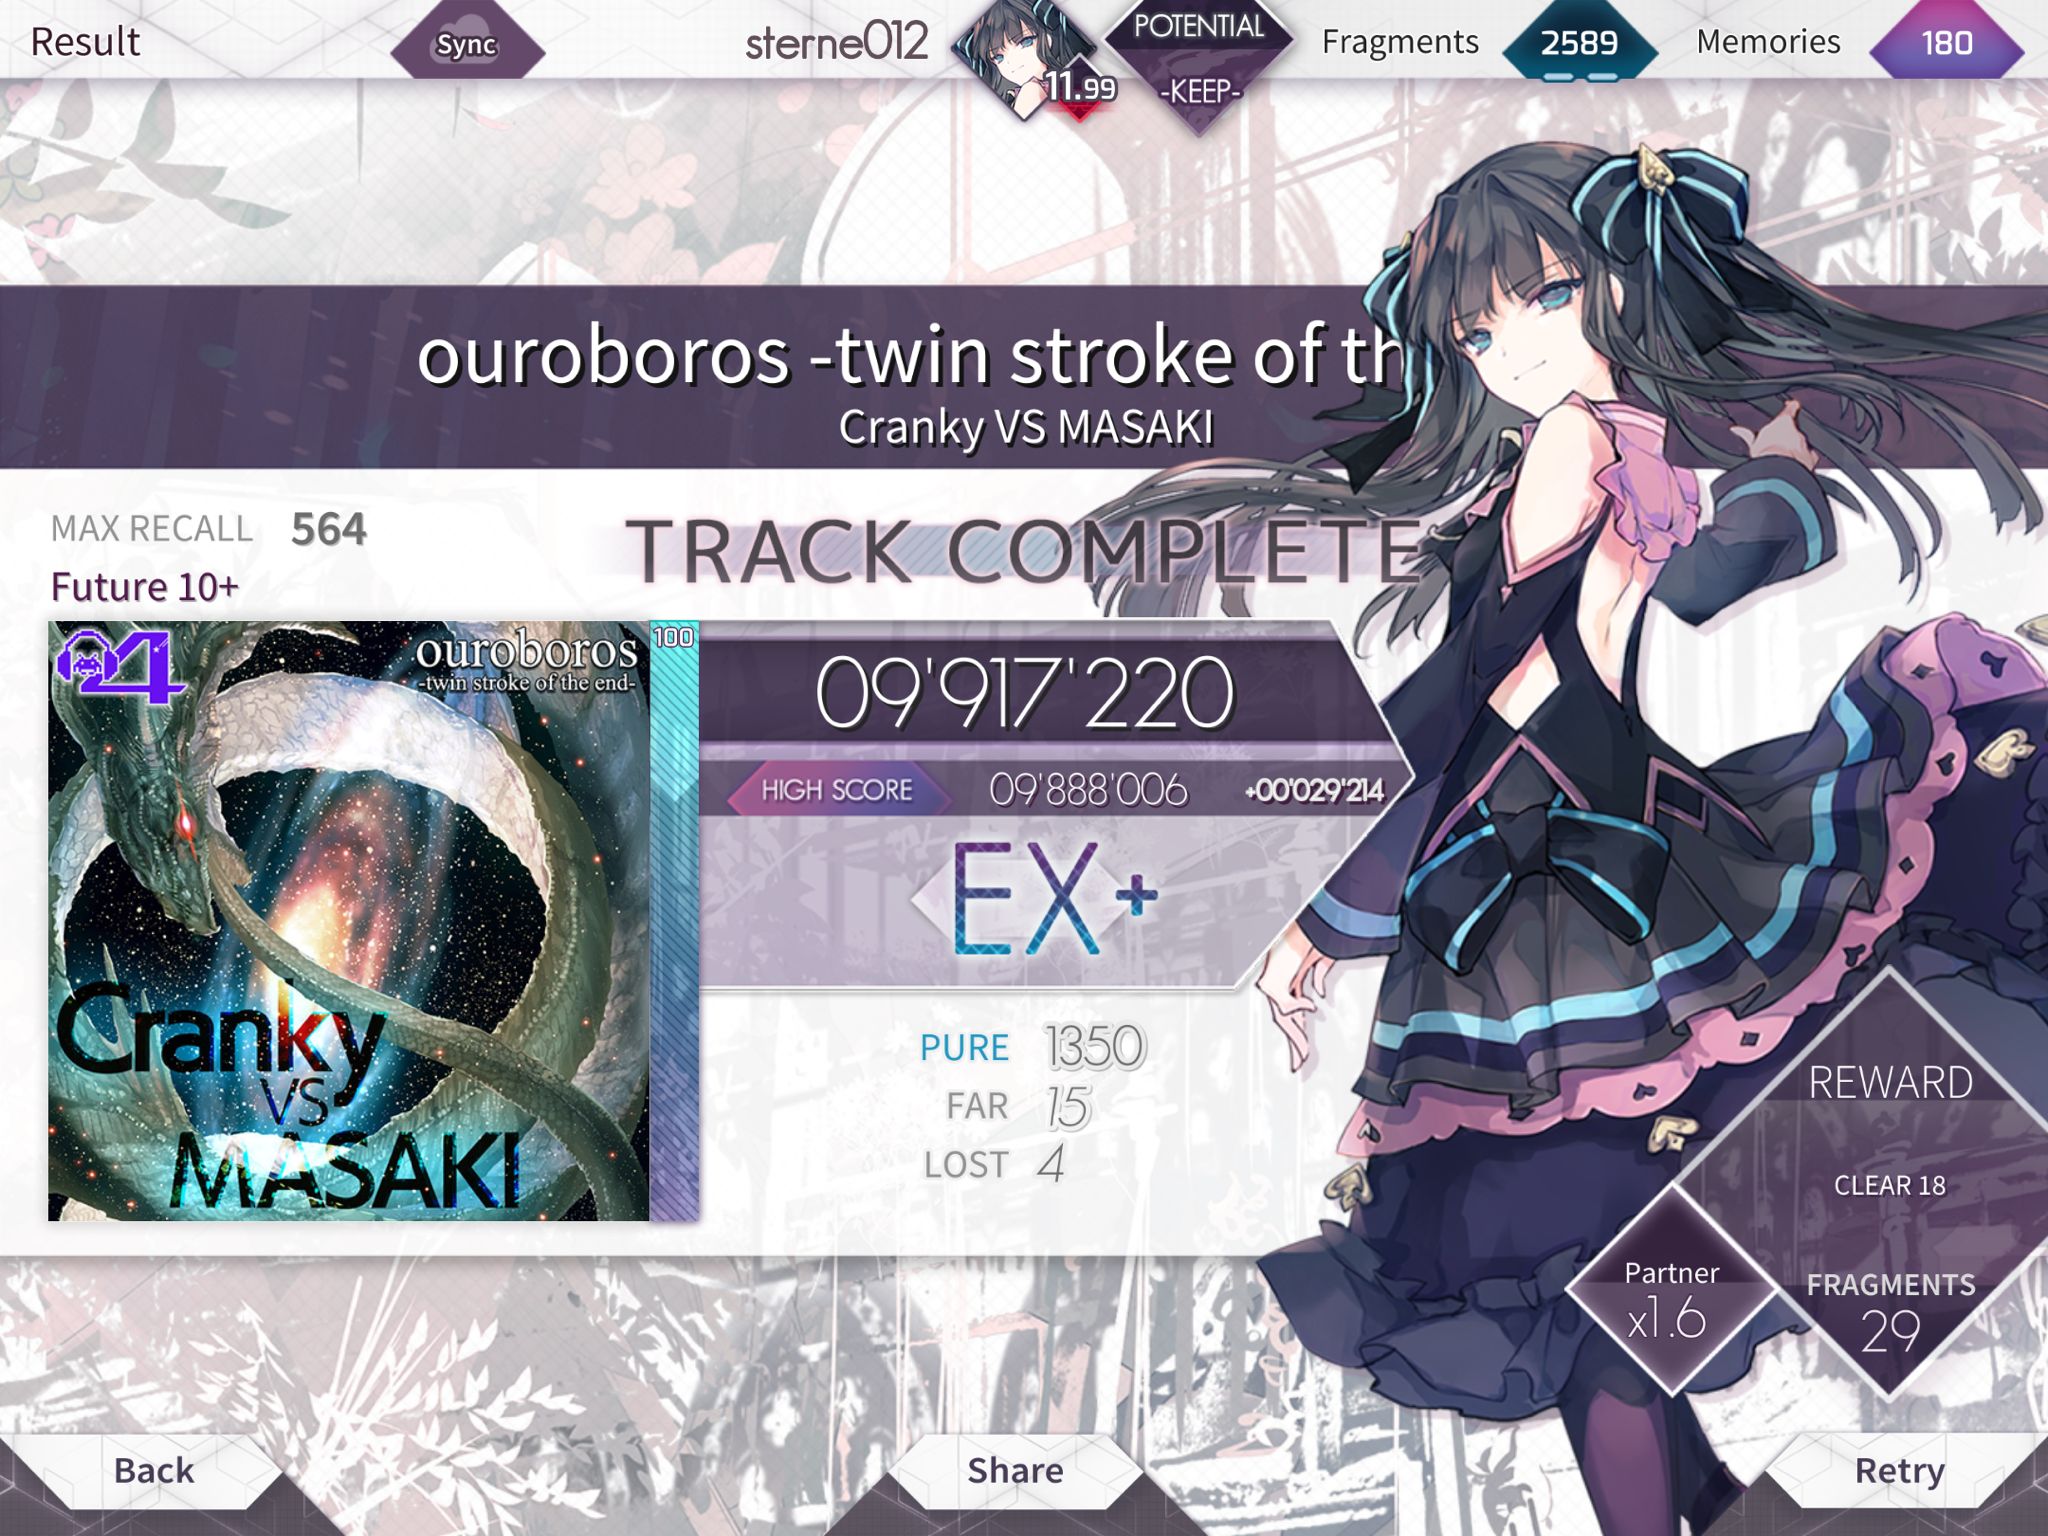 Result
Sync
sterne012
11.99
POTENTIAL
-KEEP-
Fragments
2589
Memories
180
ouroboros -twin stroke of th
Cranky VS MASAKI
MAX RECALL 564
TRACK COMPLETE
Future 10+
ouroboros
-twin stroke of the end-
Cranky
VS
MASAKI
100
09'917'220
HIGH SCORE 09'888'006 +00'029'214
EX+
PURE 1350
FAR 15
LOST 4
REWARD
CLEAR 18
Partner
x1.6
FRAGMENTS
29
Back
Share
Retry